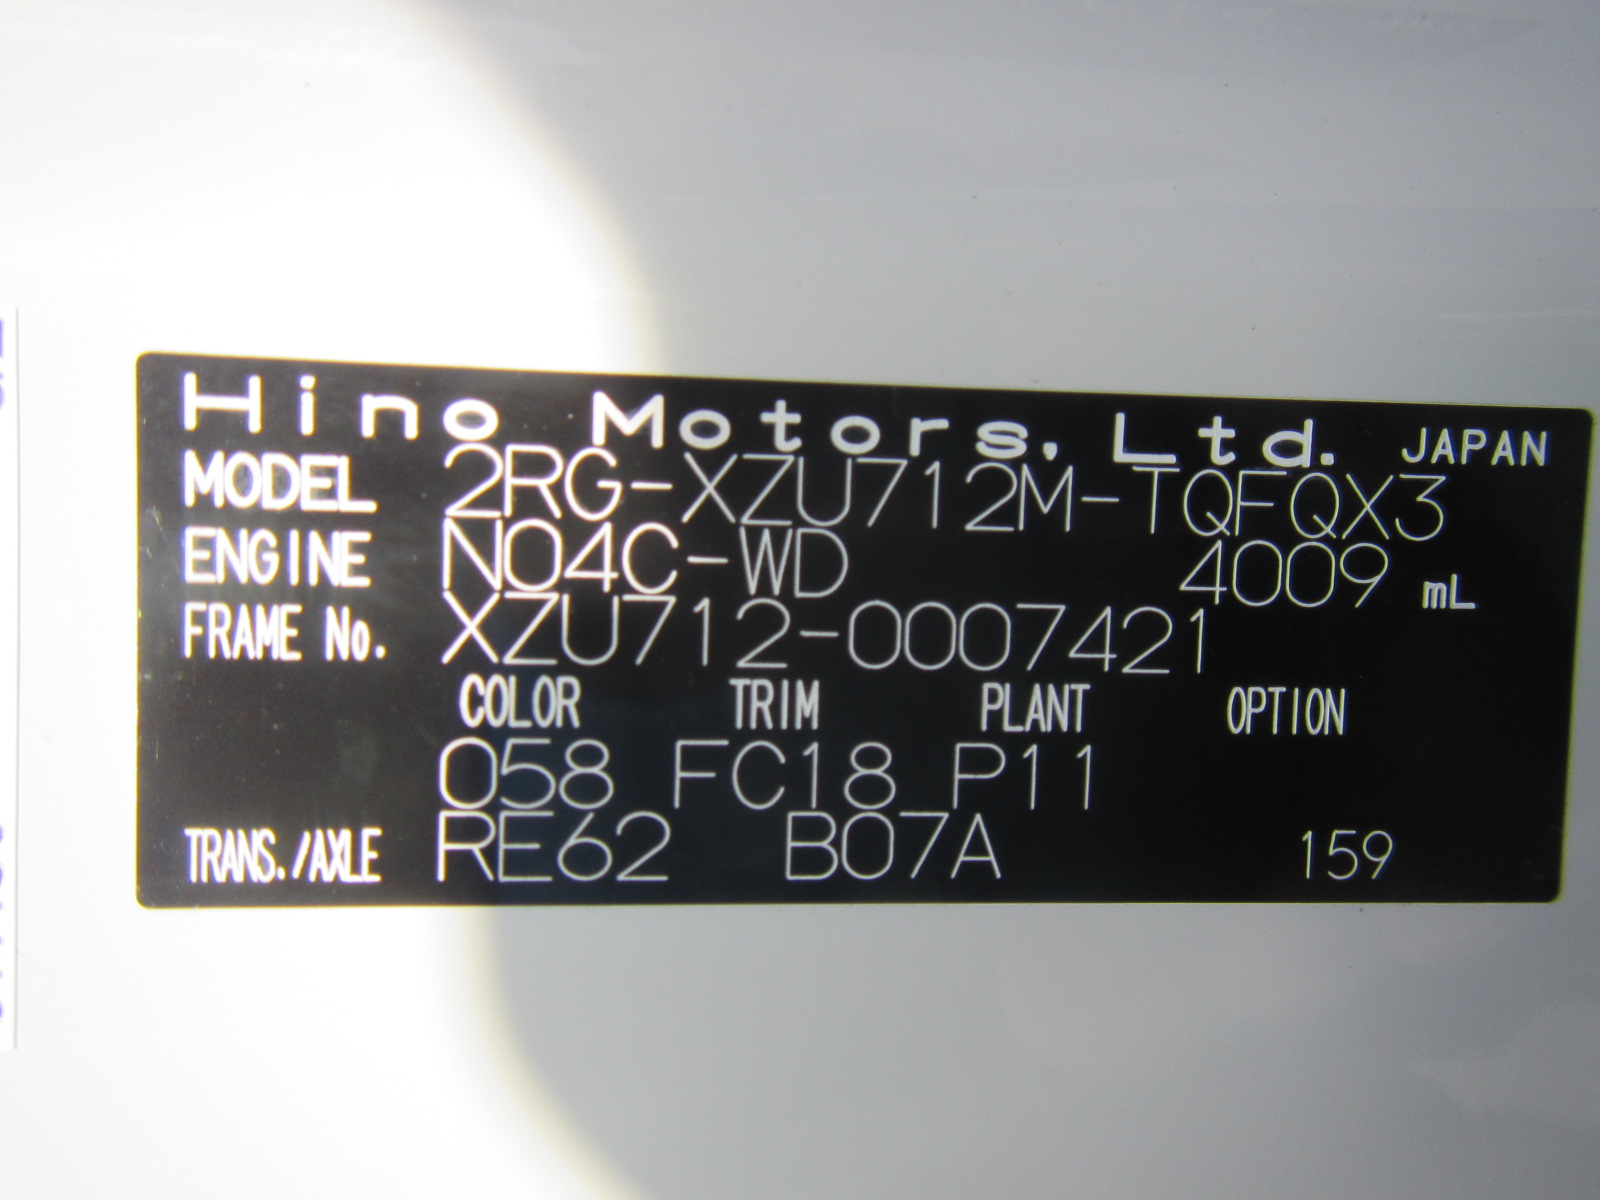 Hino Motors, Ltd. JAPAN
MODEL 2RG-XZU712M-TQFQX3
ENGINE N04C-WD 4009 mL
FRAME No. XZU712-0007421
COLOR TRIM PLANT OPTION
058 FC18 P11
TRANS./AXLE RE62 B07A 159